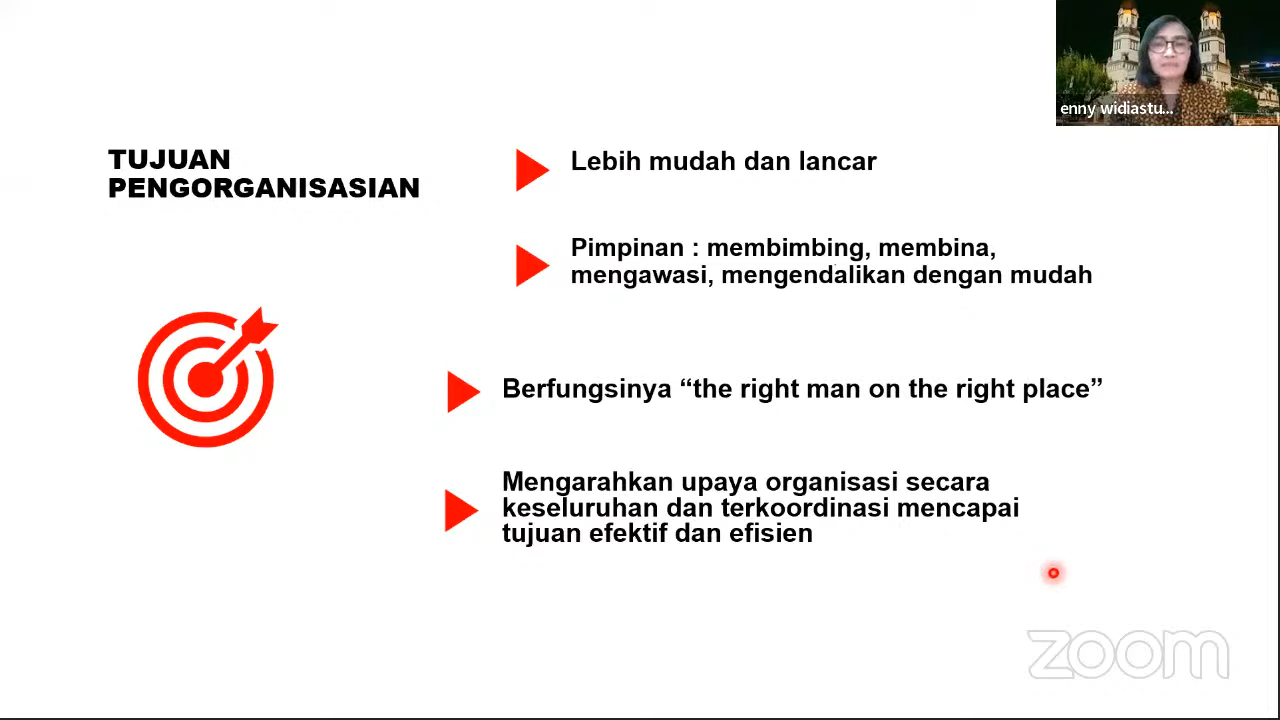 enny widiastu...
TUJUAN
PENGORGANISASIAN
Lebih mudah dan lancar
Pimpinan : membimbing, membina,
mengawasi, mengendalikan dengan mudah
Berfungsinya “the right man on the right place”
Mengarahkan upaya organisasi secara
keseluruhan dan terkoordinasi mencapai
tujuan efektif dan efisien
zoom